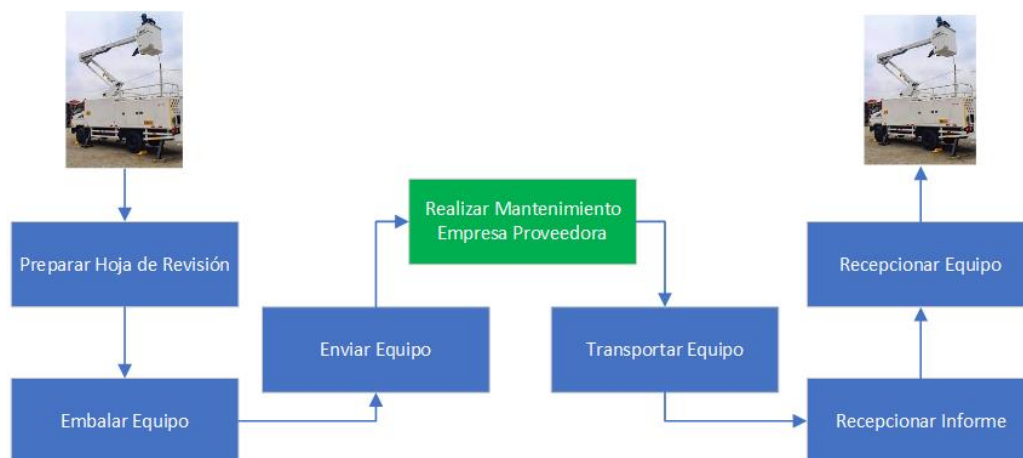 Preparar Hoja de Revisión
Embalar Equipo
Enviar Equipo
Realizar Mantenimiento
Empresa Proveedora
Transportar Equipo
Recepcionar Informe
Recepcionar Equipo